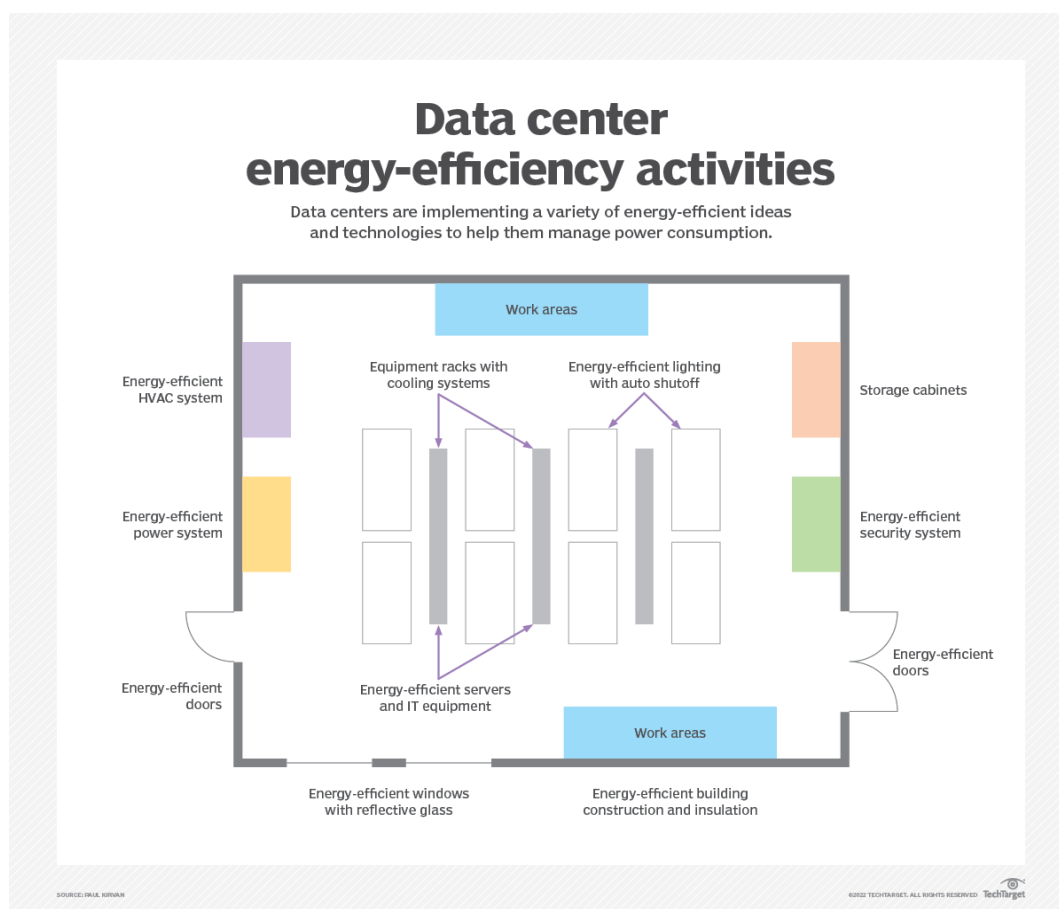 Data center
energy-efficiency activities
Data centers are implementing a variety of energy-efficient ideas
and technologies to help them manage power consumption.
Work areas
Equipment racks with
cooling systems
Energy-efficient lighting
with auto shutoff
Energy-efficient
HVAC system
Storage cabinets
Energy-efficient
power system
Energy-efficient
security system
Energy-efficient
doors
Energy-efficient
doors
Energy-efficient servers
and IT equipment
Work areas
Energy-efficient windows
with reflective glass
Energy-efficient building
construction and insulation
SOURCE: PAUL KIRVAN
©2022 TECHTARGET. ALL RIGHTS RESERVED
TechTarget